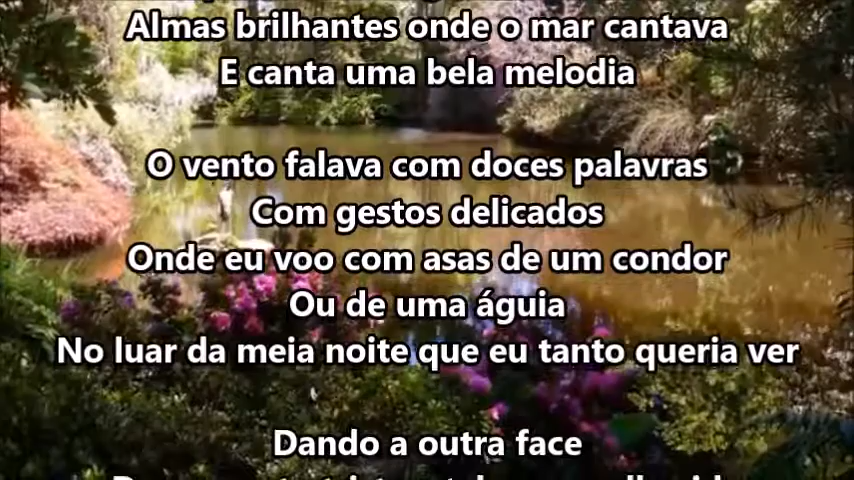 Almas brilhantes onde o mar cantava
E canta uma bela melodia
O vento falava com doces palavras
Com gestos delicados
Onde eu voo com asas de um condor
Ou de uma águia
No luar da meia noite que eu tanto queria ver
Dando a outra face